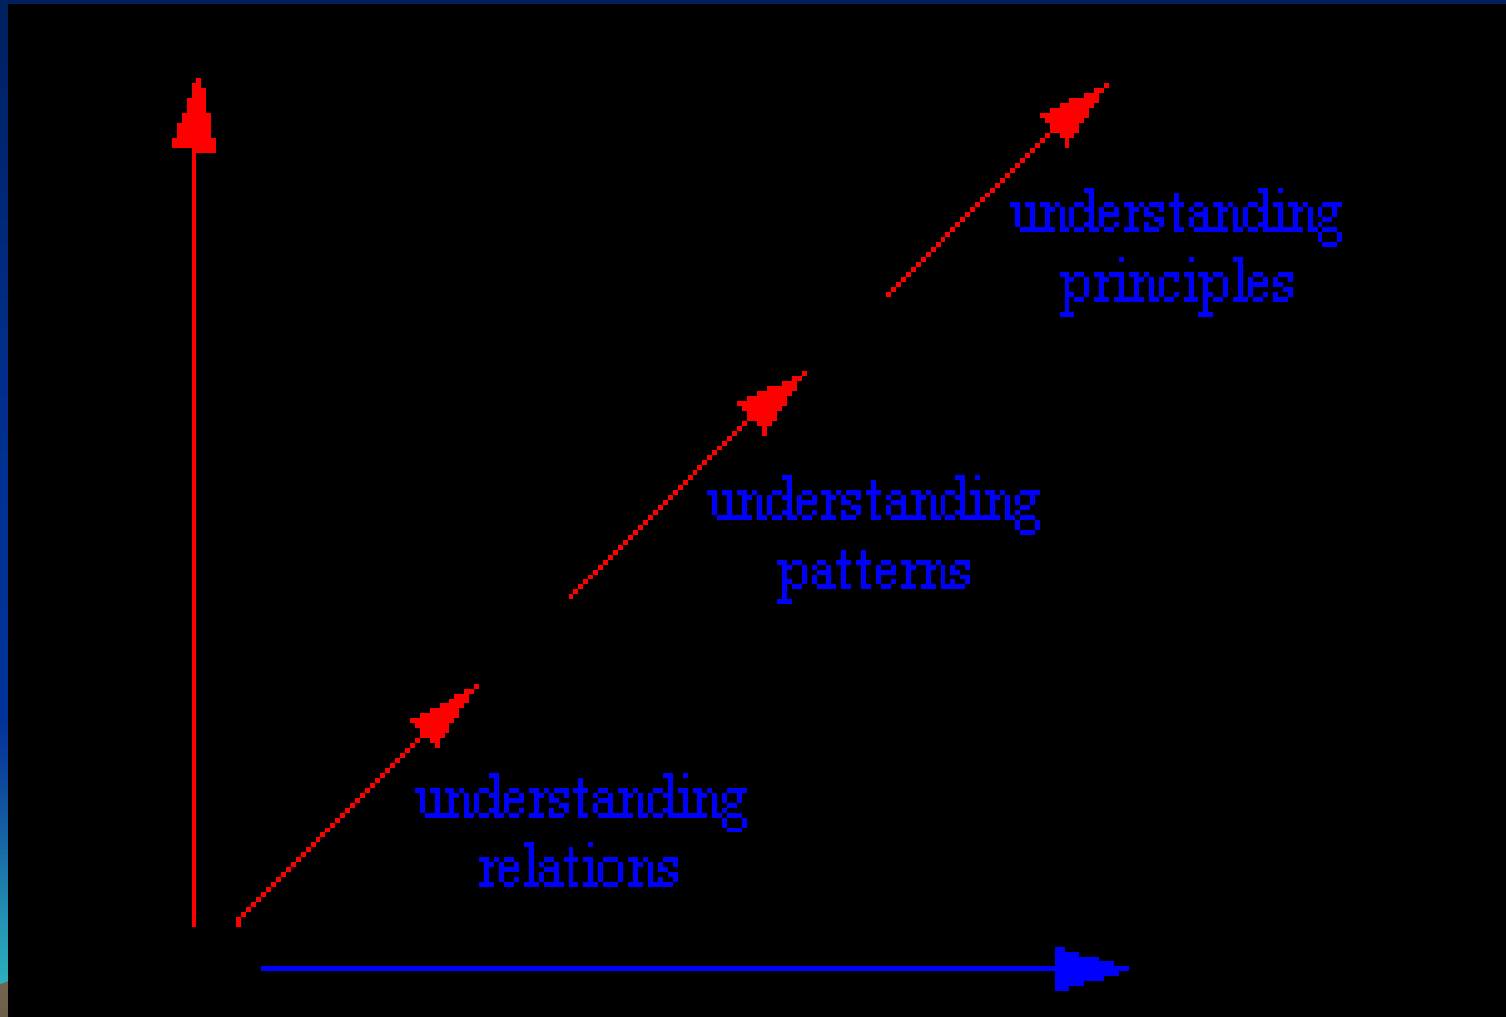 understanding
principles
understanding
patterns
understanding
relations